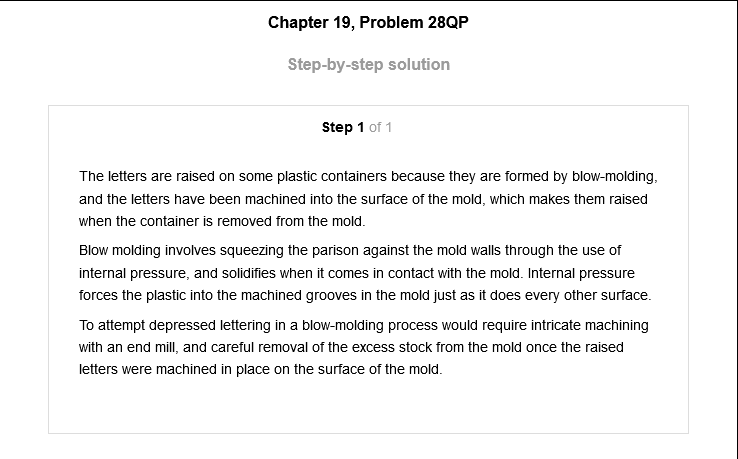 Chapter 19, Problem 28QP
Step-by-step solution
Step 1 of 1
The letters are raised on some plastic containers because they are formed by blow-molding,
and the letters have been machined into the surface of the mold, which makes them raised
when the container is removed from the mold.
Blow molding involves squeezing the parison against the mold walls through the use of
internal pressure, and solidifies when it comes in contact with the mold. Internal pressure
forces the plastic into the machined grooves in the mold just as it does every other surface.
To attempt depressed lettering in a blow-molding process would require intricate machining
with an end mill, and careful removal of the excess stock from the mold once the raised
letters were machined in place on the surface of the mold.